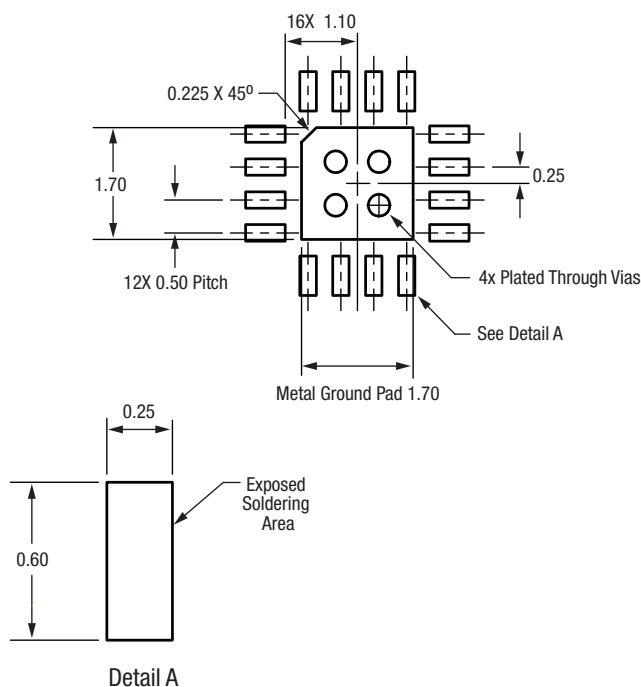 16X 1.10
0.225 X 45⁰
1.70
0.25
12X 0.50 Pitch
4x Plated Through Vias
See Detail A
Metal Ground Pad 1.70
0.25
Exposed
Soldering
Area
0.60
Detail A